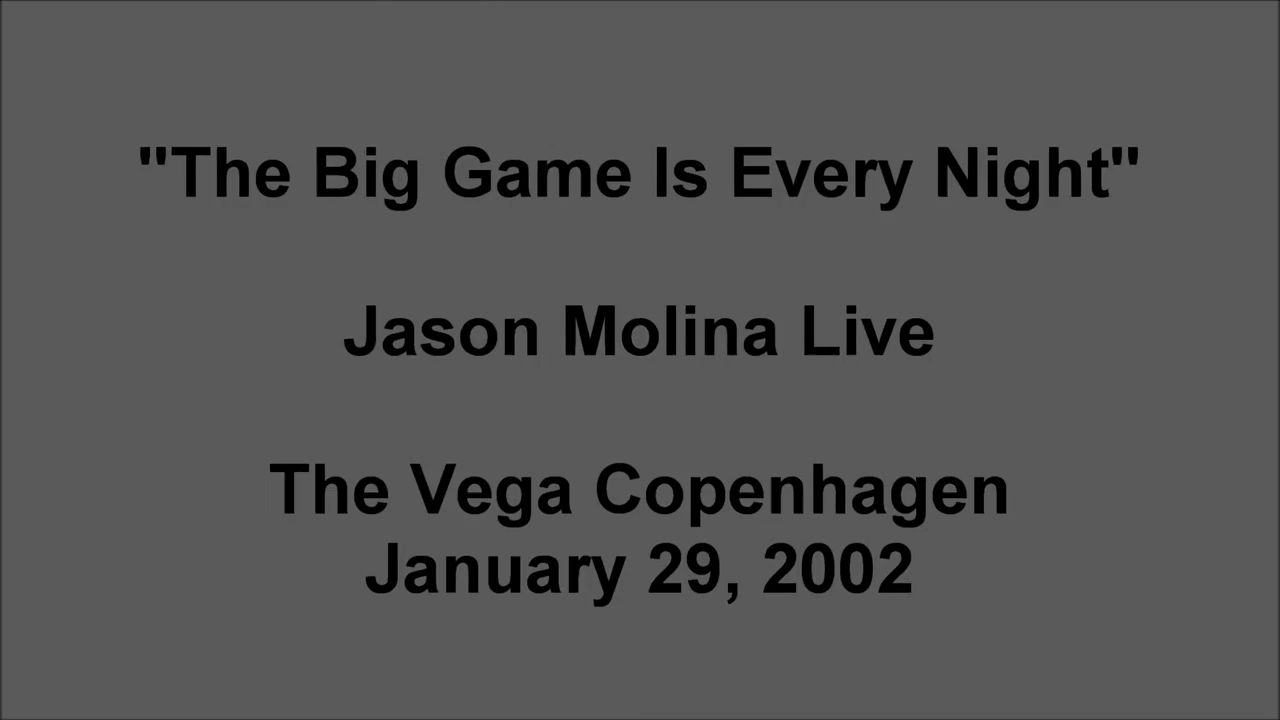 "The Big Game Is Every Night"
Jason Molina Live
The Vega Copenhagen
January 29, 2002